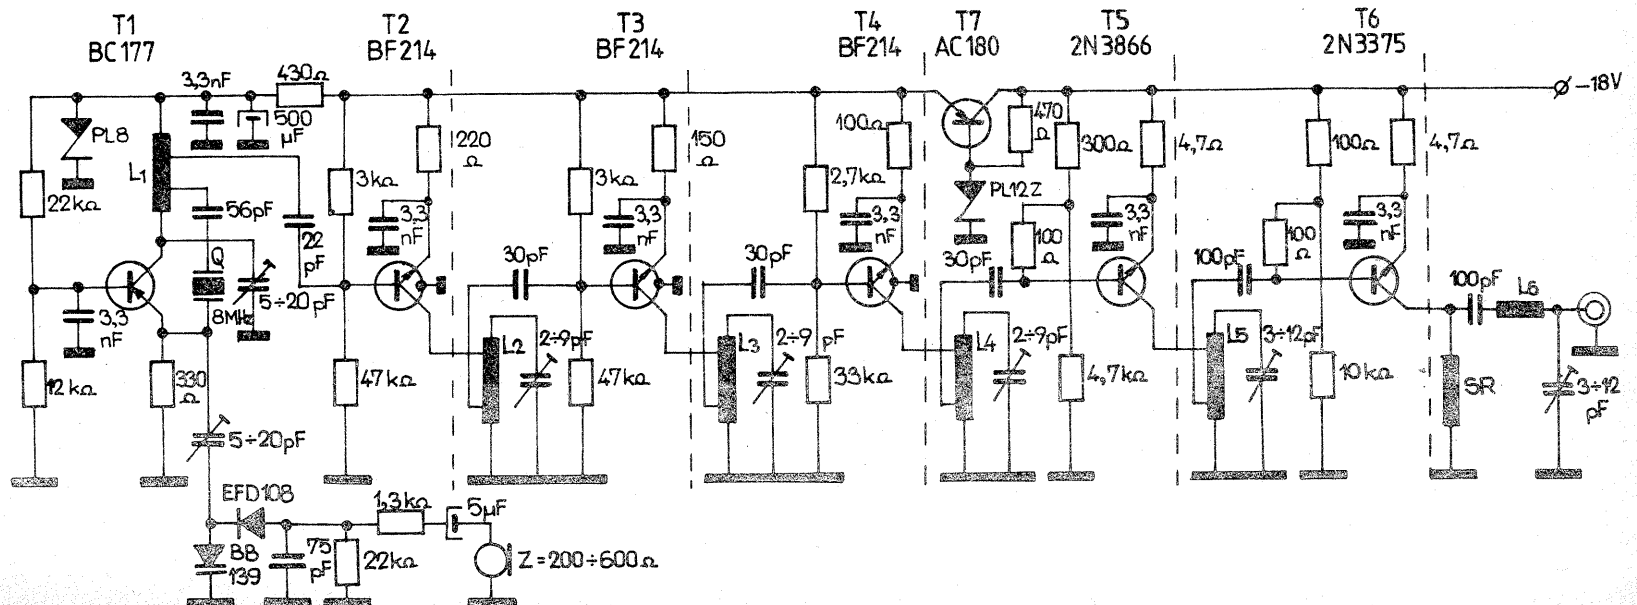 T1
BC177
T2
BF214
T3
BF214
T4
BF214
T7
AC180
T5
2N3866
T6
2N3375
3,3nF
430Ω
500
µF
PL8
L1
22kΩ
56pF
22
pF
Q
8MHz
5÷20pF
3,3
nF
12kΩ
330
Ω
5÷20pF
EFD108
BB
139
75
pF
22kΩ
1,3kΩ
5µF
Z=200÷600Ω
3kΩ
220
Ω
3,3
nF
47kΩ
30pF
L2
2÷9pF
3kΩ
150
Ω
3,3
nF
47kΩ
30pF
L3
2÷9
pF
100Ω
2,7kΩ
3,3
nF
33kΩ
470
Ω
PL12Z
30pF
100
Ω
L4
2÷9pF
300Ω
4,7Ω
3,3
nF
4,7kΩ
100pF
100
Ω
L5
3÷12pF
100Ω
4,7Ω
3,3
nF
10kΩ
100pF
L6
SR
3÷12
pF
-18V